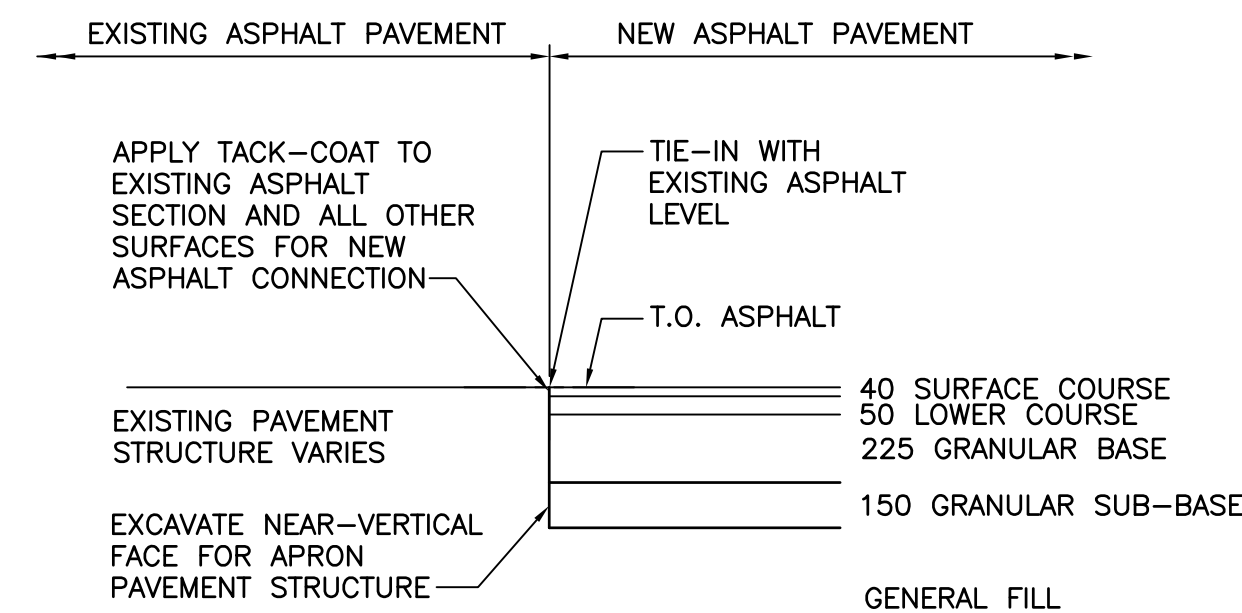 EXISTING ASPHALT PAVEMENT
NEW ASPHALT PAVEMENT
APPLY TACK-COAT TO
EXISTING ASPHALT
SECTION AND ALL OTHER
SURFACES FOR NEW
ASPHALT CONNECTION
TIE-IN WITH
EXISTING ASPHALT
LEVEL
T.O. ASPHALT
EXISTING PAVEMENT
STRUCTURE VARIES
EXCAVATE NEAR-VERTICAL
FACE FOR APRON
PAVEMENT STRUCTURE
40 SURFACE COURSE
50 LOWER COURSE
225 GRANULAR BASE
150 GRANULAR SUB-BASE
GENERAL FILL